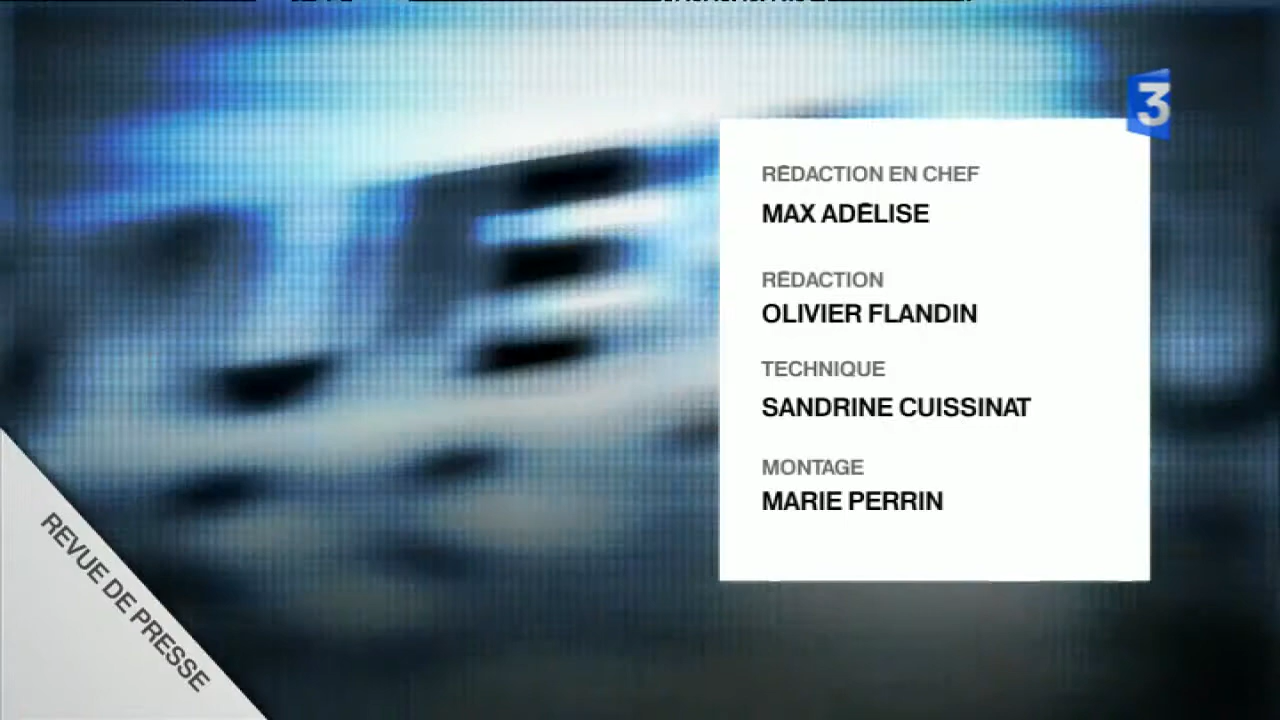 3
RÉDACTION EN CHEF
MAX ADÉLISE
RÉDACTION
OLIVIER FLANDIN
TECHNIQUE
SANDRINE CUISSINAT
MONTAGE
MARIE PERRIN
REVUE DE PRESSE